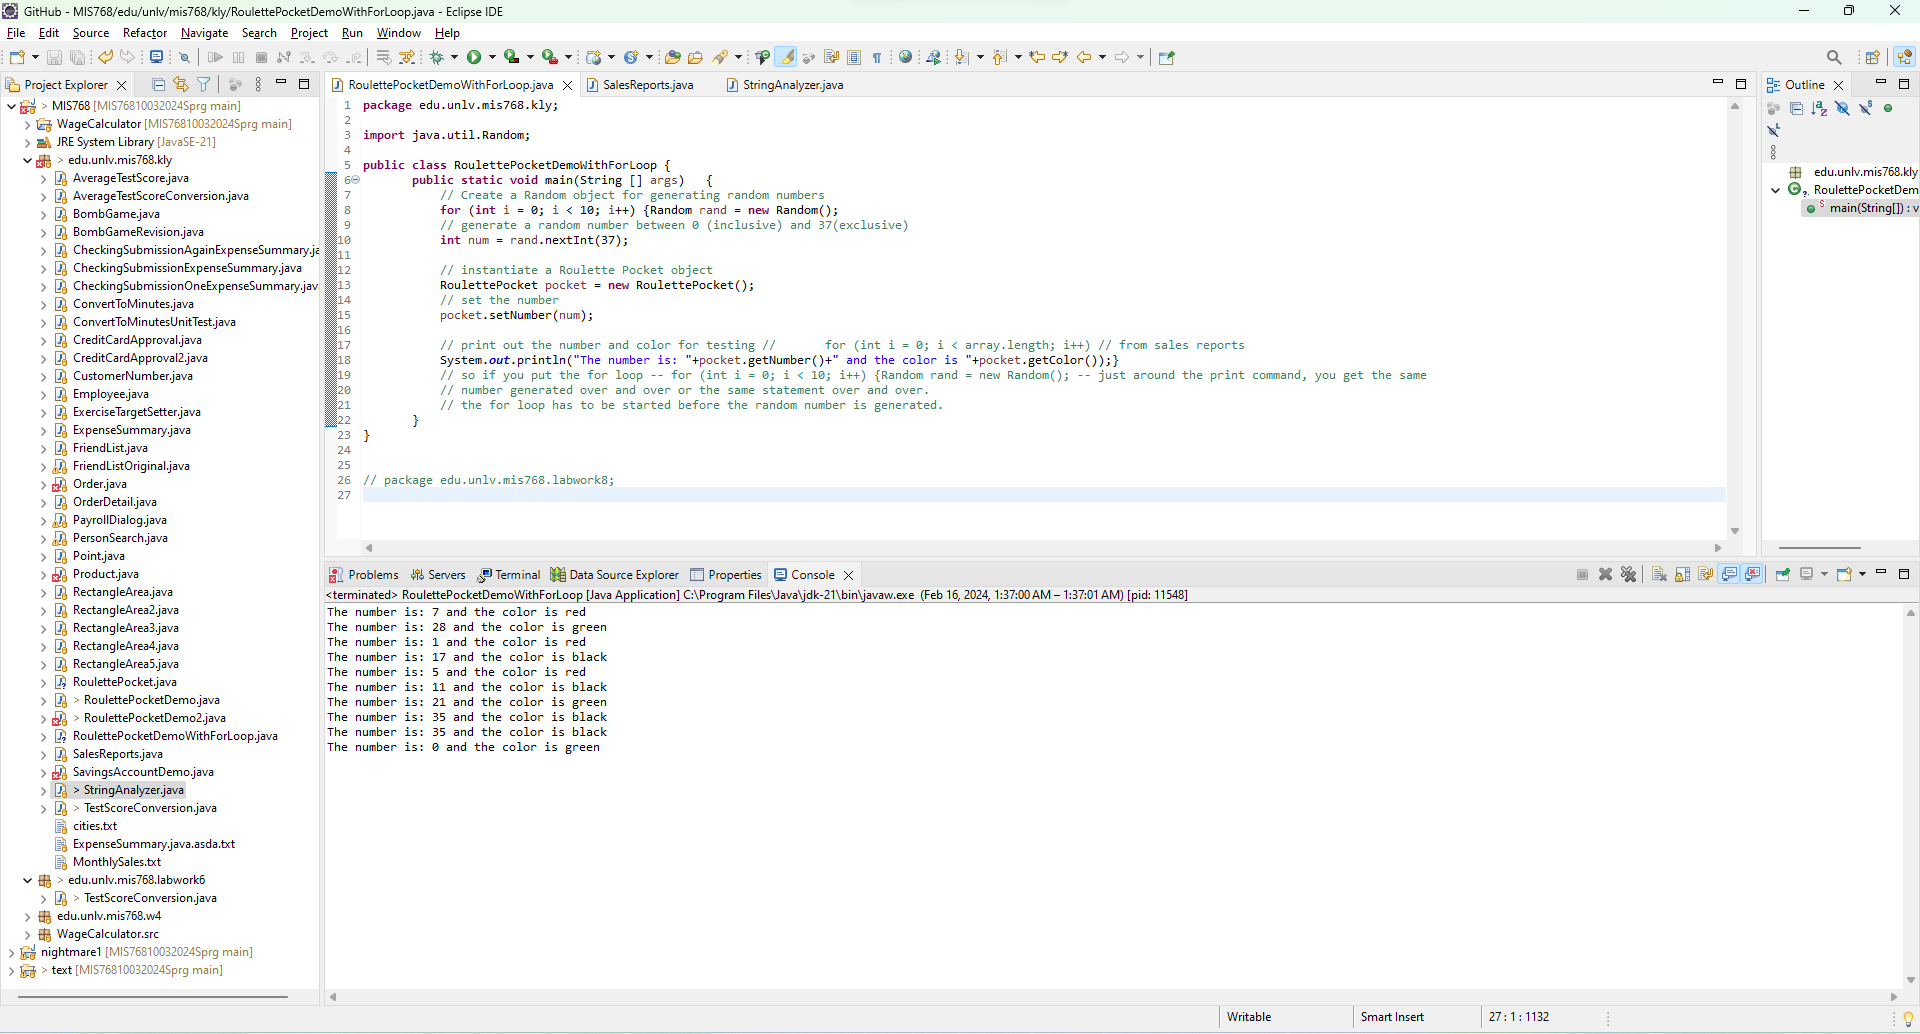 GitHub - MIS768/edu/unlv/mis768/kly/RoulettePocketDemoWithForLoop.java - Eclipse IDE
File Edit Source Refactor Navigate Search Project Run Window Help
Project Explorer
> MIS768 [MIS76810032024Sprg main]
WageCalculator [MIS76810032024Sprg main]
JRE System Library [JavaSE-21]
> edu.unlv.mis768.kly
AverageTestScore.java
AverageTestScoreConversion.java
BombGame.java
BombGameRevision.java
CheckingSubmissionAgainExpenseSummary.ja
CheckingSubmissionExpenseSummary.java
CheckingSubmissionOneExpenseSummary.jav
ConvertToMinutes.java
ConvertToMinutesUnitTest.java
CreditCardApproval.java
CreditCardApproval2.java
CustomerNumber.java
Employee.java
ExerciseTargetSetter.java
ExpenseSummary.java
FriendList.java
FriendListOriginal.java
Order.java
OrderDetail.java
PayrollDialog.java
PersonSearch.java
Point.java
Product.java
RectangleArea.java
RectangleArea2.java
RectangleArea3.java
RectangleArea4.java
RectangleArea5.java
RoulettePocket.java
> RoulettePocketDemo.java
> RoulettePocketDemo2.java
RoulettePocketDemoWithForLoop.java
SalesReports.java
SavingsAccountDemo.java
> StringAnalyzer.java
> TestScoreConversion.java
cities.txt
ExpenseSummary.java.asda.txt
MonthlySales.txt
> edu.unlv.mis768.labwork6
> TestScoreConversion.java
edu.unlv.mis768.w4
WageCalculator.src
nightmare1 [MIS76810032024Sprg main]
> text [MIS76810032024Sprg main]
RoulettePocketDemoWithForLoop.java SalesReports.java StringAnalyzer.java
1 package edu.unlv.mis768.kly;
2
3 import java.util.Random;
4
5 public class RoulettePocketDemoWithForLoop {
6 public static void main(String [] args) {
7 // Create a Random object for generating random numbers
8 for (int i = 0; i < 10; i++) {Random rand = new Random();
9 // generate a random number between 0 (inclusive) and 37(exclusive)
10 int num = rand.nextInt(37);
11
12 // instantiate a Roulette Pocket object
13 RoulettePocket pocket = new RoulettePocket();
14 // set the number
15 pocket.setNumber(num);
16
17 // print out the number and color for testing // for (int i = 0; i < array.length; i++) // from sales reports
18 System.out.println("The number is: "+pocket.getNumber()+" and the color is "+pocket.getColor());}
19 // so if you put the for loop -- for (int i = 0; i < 10; i++) {Random rand = new Random(); -- just around the print command, you get the same
20 // number generated over and over or the same statement over and over.
21 // the for loop has to be started before the random number is generated.
22 }
23 }
24
25
26 // package edu.unlv.mis768.labwork8;
27
Outline
edu.unlv.mis768.kly
RoulettePocketDem
main(String[]) : v
Problems Servers Terminal Data Source Explorer Properties Console
<terminated> RoulettePocketDemoWithForLoop [Java Application] C:\Program Files\Java\jdk-21\bin\javaw.exe (Feb 16, 2024, 1:37:00 AM – 1:37:01 AM) [pid: 11548]
The number is: 7 and the color is red
The number is: 28 and the color is green
The number is: 1 and the color is red
The number is: 17 and the color is black
The number is: 5 and the color is red
The number is: 11 and the color is black
The number is: 21 and the color is green
The number is: 35 and the color is black
The number is: 35 and the color is black
The number is: 0 and the color is green
Writable Smart Insert 27 : 1 : 1132